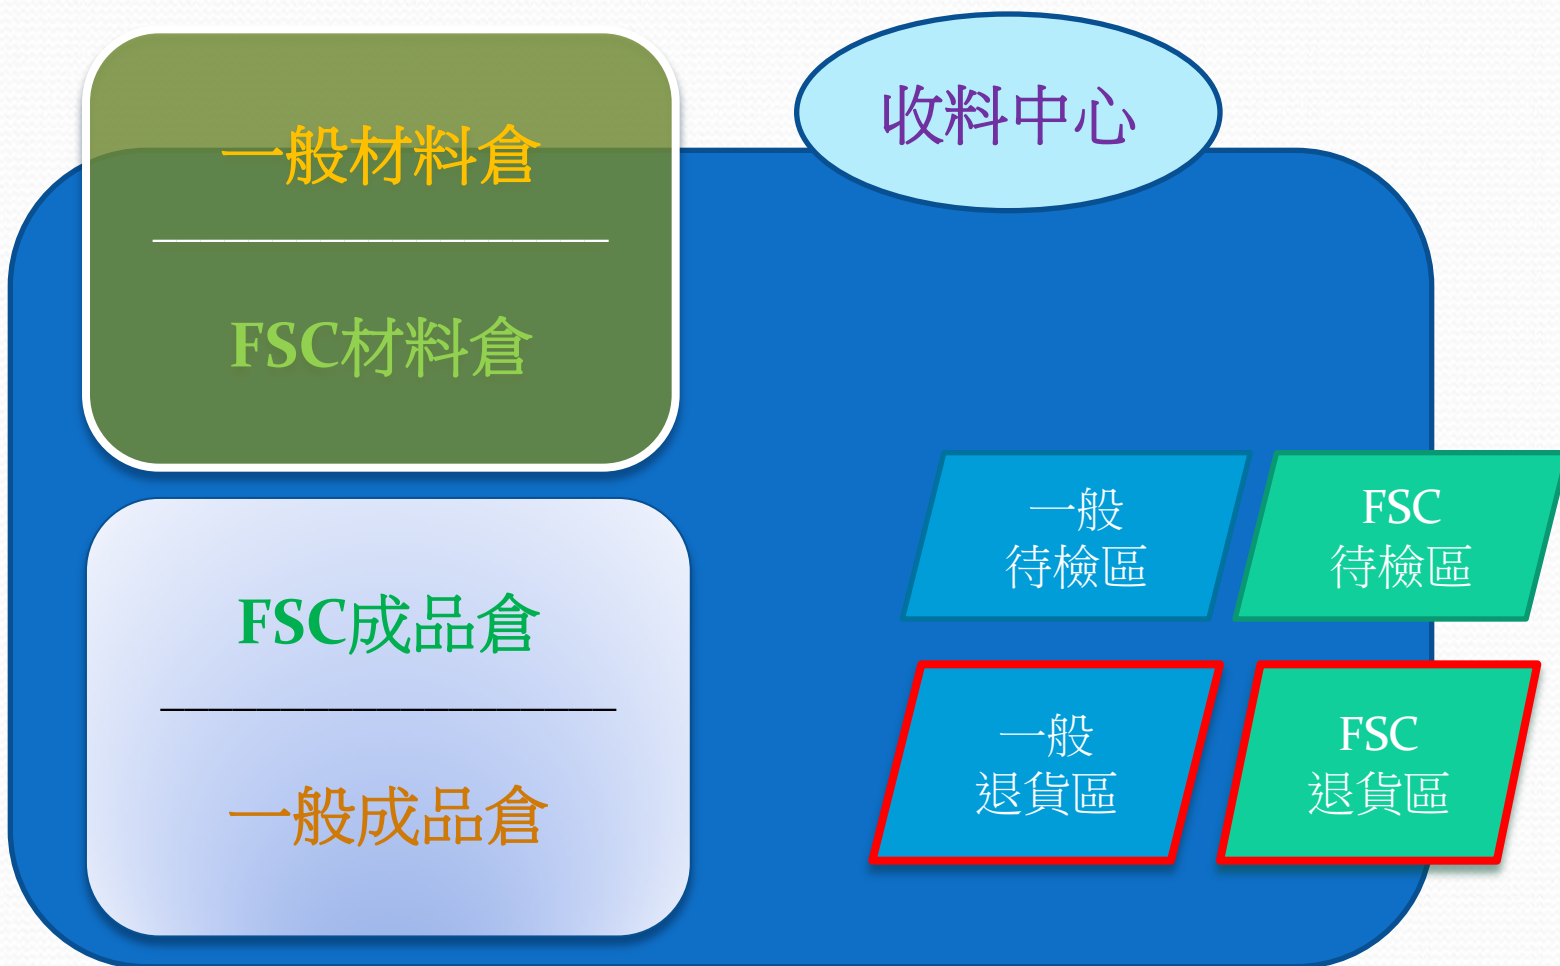 收料中心
一般材料倉
FSC材料倉
FSC成品倉
一般成品倉
一般
待檢區
FSC
待檢區
一般
退貨區
FSC
退貨區